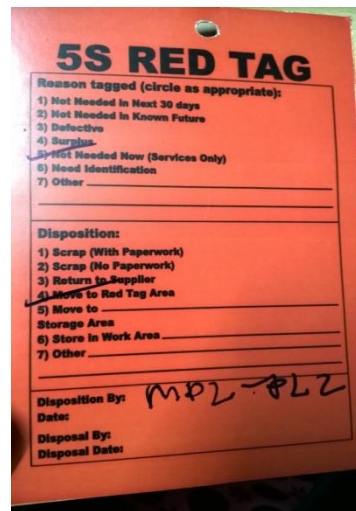 5S RED TAG
Reason tagged (circle as appropriate):
1) Not Needed in Next 30 days
2) Not Needed in Known Future
3) Defective
4) Surplus
5) Not Needed Now (Services Only)
6) Need Identification
7) Other
Disposition:
1) Scrap (With Paperwork)
2) Scrap (No Paperwork)
3) Return to Supplier
4) Move to Red Tag Area
5) Move to
Storage Area
6) Store in Work Area
7) Other
Disposition By:
Date:
Disposal By:
Disposal Date: